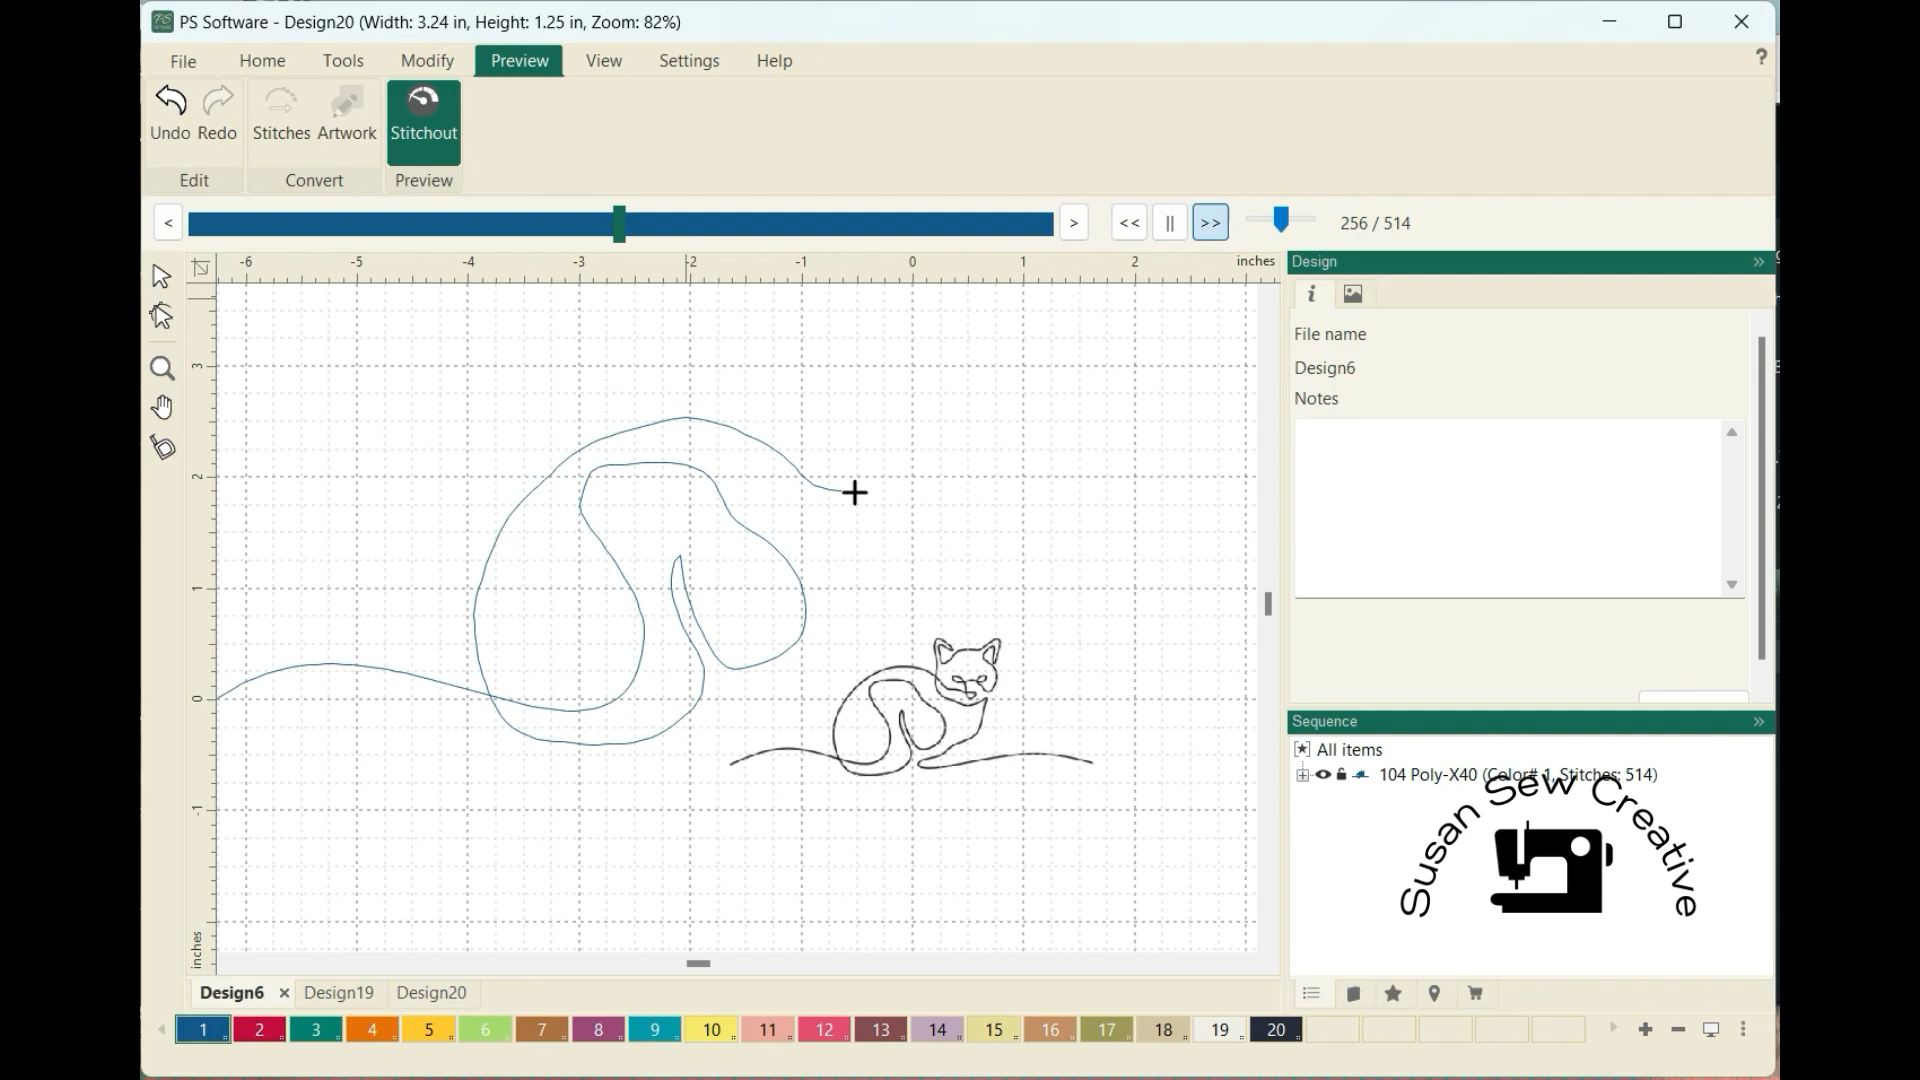 PS Software - Design20 (Width: 3.24 in, Height: 1.25 in, Zoom: 82%)
File Home Tools Modify Preview View Settings Help ?
Undo Redo Stitches Artwork Stitchout
Edit Convert Preview
< > << || >> 256 / 514
-6 -5 -4 -3 -2 -1 0 1 2 inches
3
2
1
0
-1
inches
Design
File name
Design6
Notes
Sequence
All items
104 Poly-X40 (Color# 1, Stitches: 514)
Susan Sew Creative
Design6 Design19 Design20
1 2 3 4 5 6 7 8 9 10 11 12 13 14 15 16 17 18 19 20